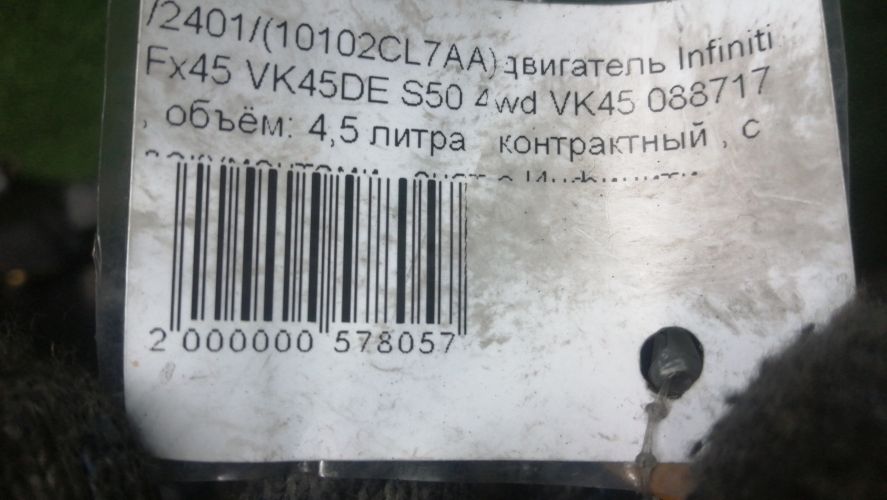 /2401/(10102CL7AA) двигатель Infiniti
Fx45 VK45DE S50 4wd VK45 088717
, объём: 4,5 литра контрактный , с
2 000000 578057